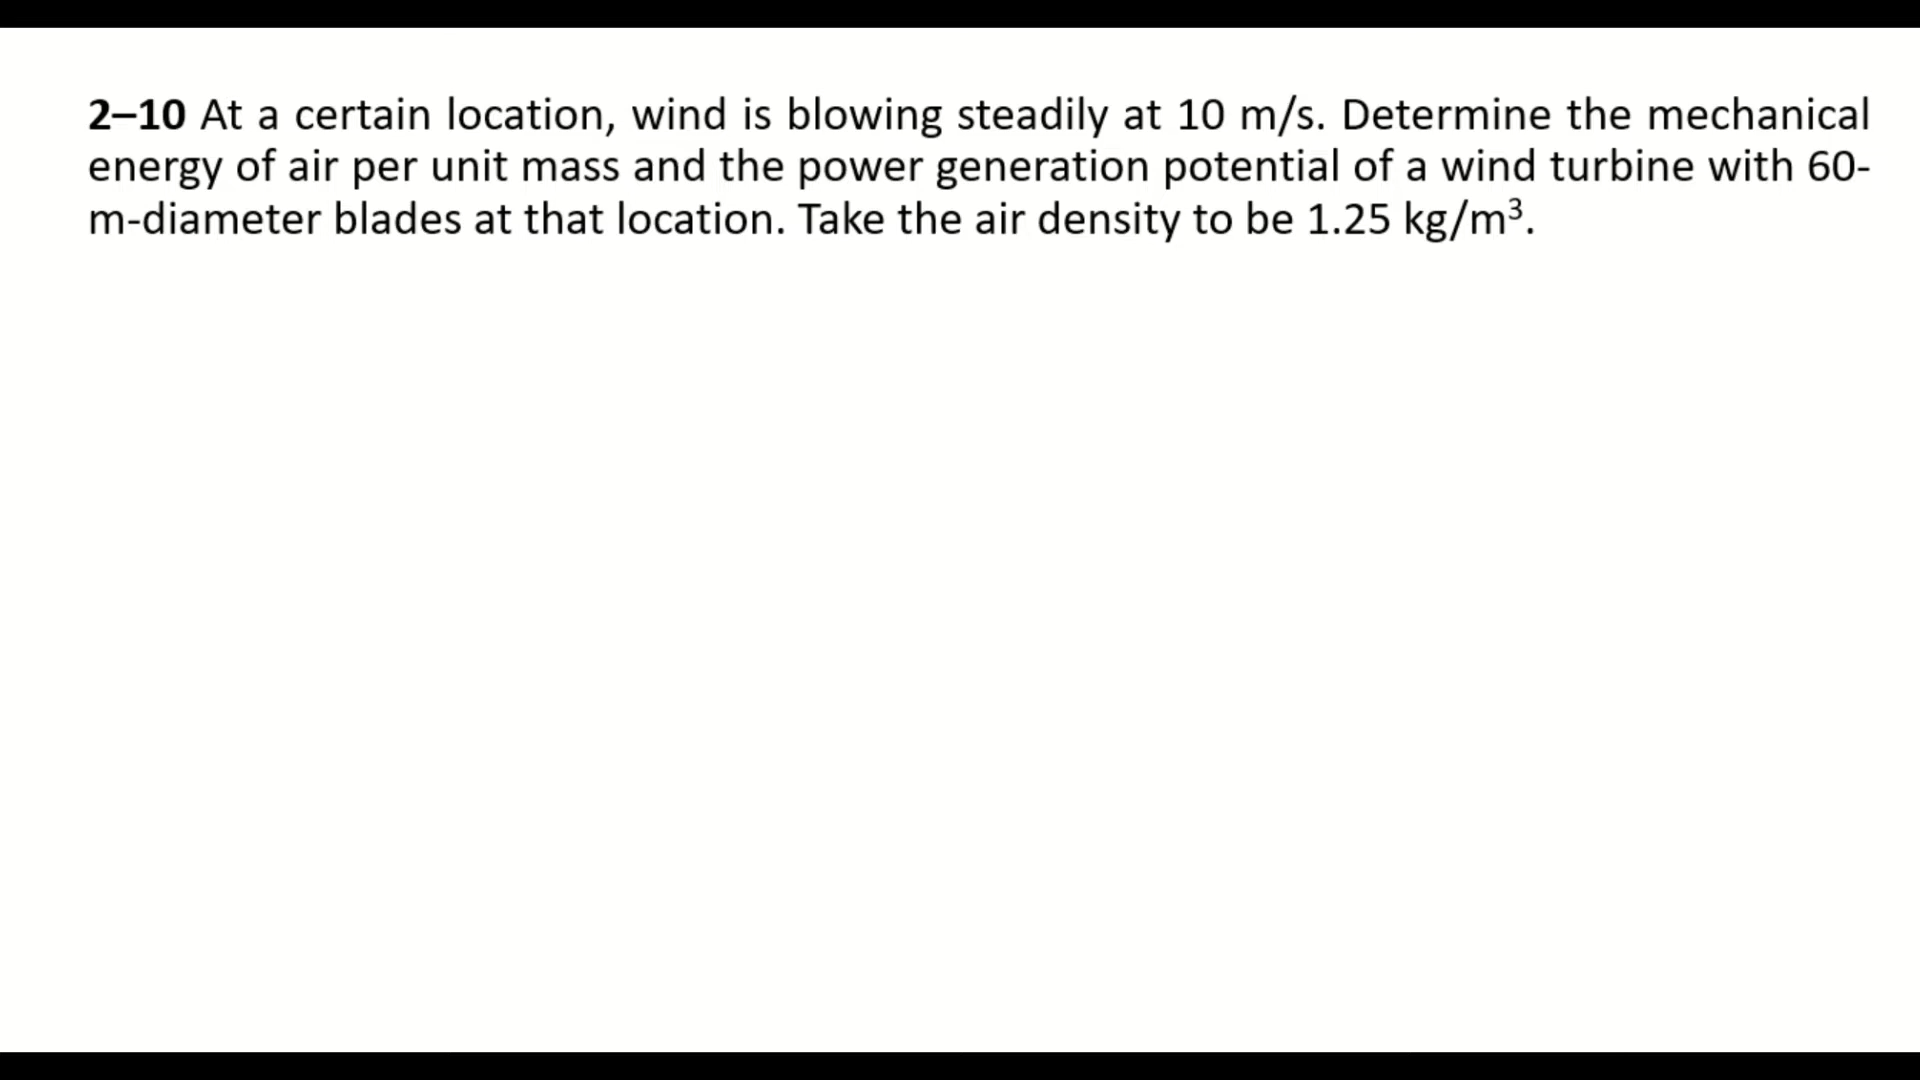 2–10 At a certain location, wind is blowing steadily at 10 m/s. Determine the mechanical
energy of air per unit mass and the power generation potential of a wind turbine with 60-
m-diameter blades at that location. Take the air density to be 1.25 kg/m³.